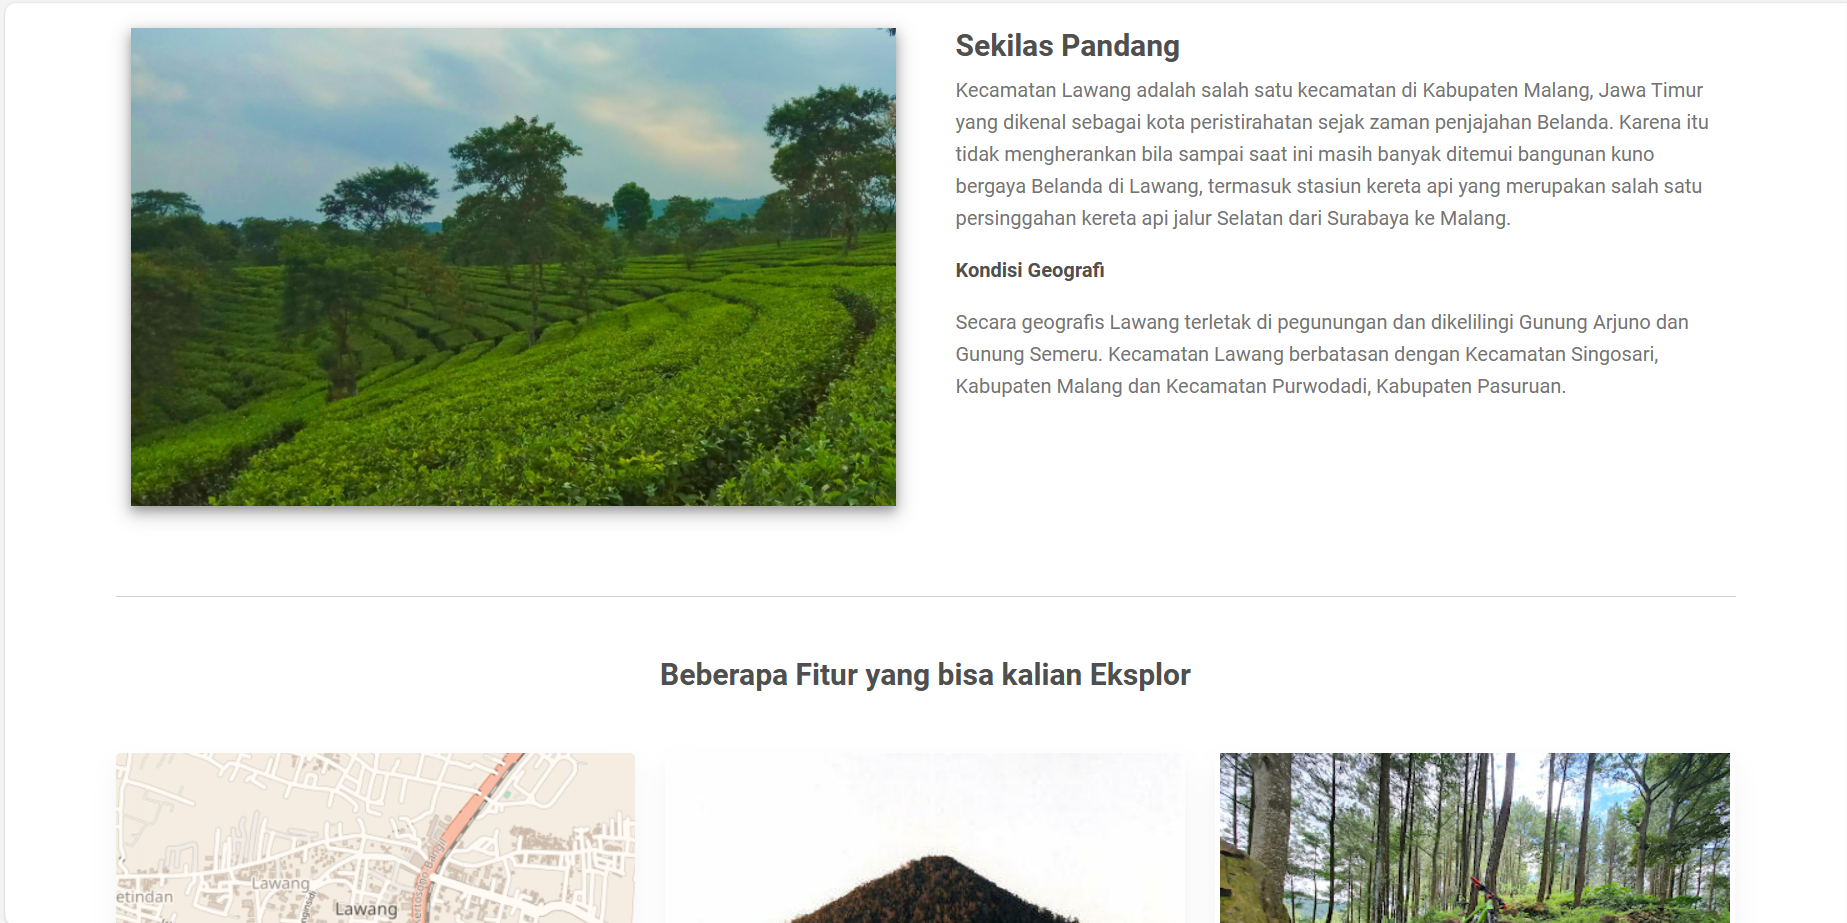 Sekilas Pandang
Kecamatan Lawang adalah salah satu kecamatan di Kabupaten Malang, Jawa Timur
yang dikenal sebagai kota peristirahatan sejak zaman penjajahan Belanda. Karena itu
tidak mengherankan bila sampai saat ini masih banyak ditemui bangunan kuno
bergaya Belanda di Lawang, termasuk stasiun kereta api yang merupakan salah satu
persinggahan kereta api jalur Selatan dari Surabaya ke Malang.
Kondisi Geografi
Secara geografis Lawang terletak di pegunungan dan dikelilingi Gunung Arjuno dan
Gunung Semeru. Kecamatan Lawang berbatasan dengan Kecamatan Singosari,
Kabupaten Malang dan Kecamatan Purwodadi, Kabupaten Pasuruan.
Beberapa Fitur yang bisa kalian Eksplor
Lawang
etindan
Lawang